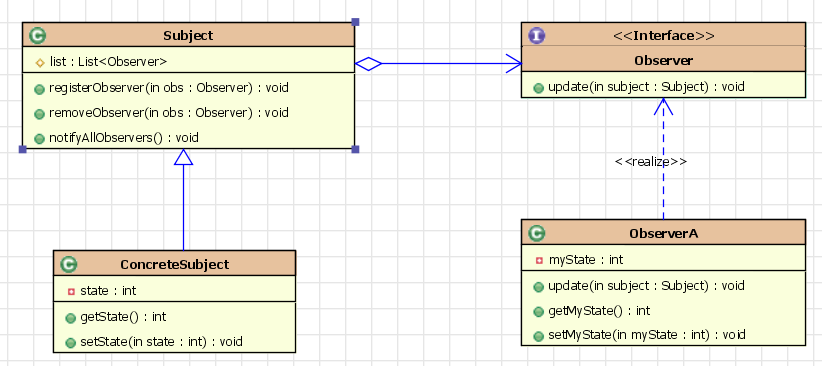 C Subject
list : List<Observer>
registerObserver(in obs : Observer) : void
removeObserver(in obs : Observer) : void
notifyAllObservers() : void
I <<Interface>>
Observer
update(in subject : Subject) : void
<<realize>>
C ConcreteSubject
state : int
getState() : int
setState(in state : int) : void
C ObserverA
myState : int
update(in subject : Subject) : void
getMyState() : int
setMyState(in myState : int) : void